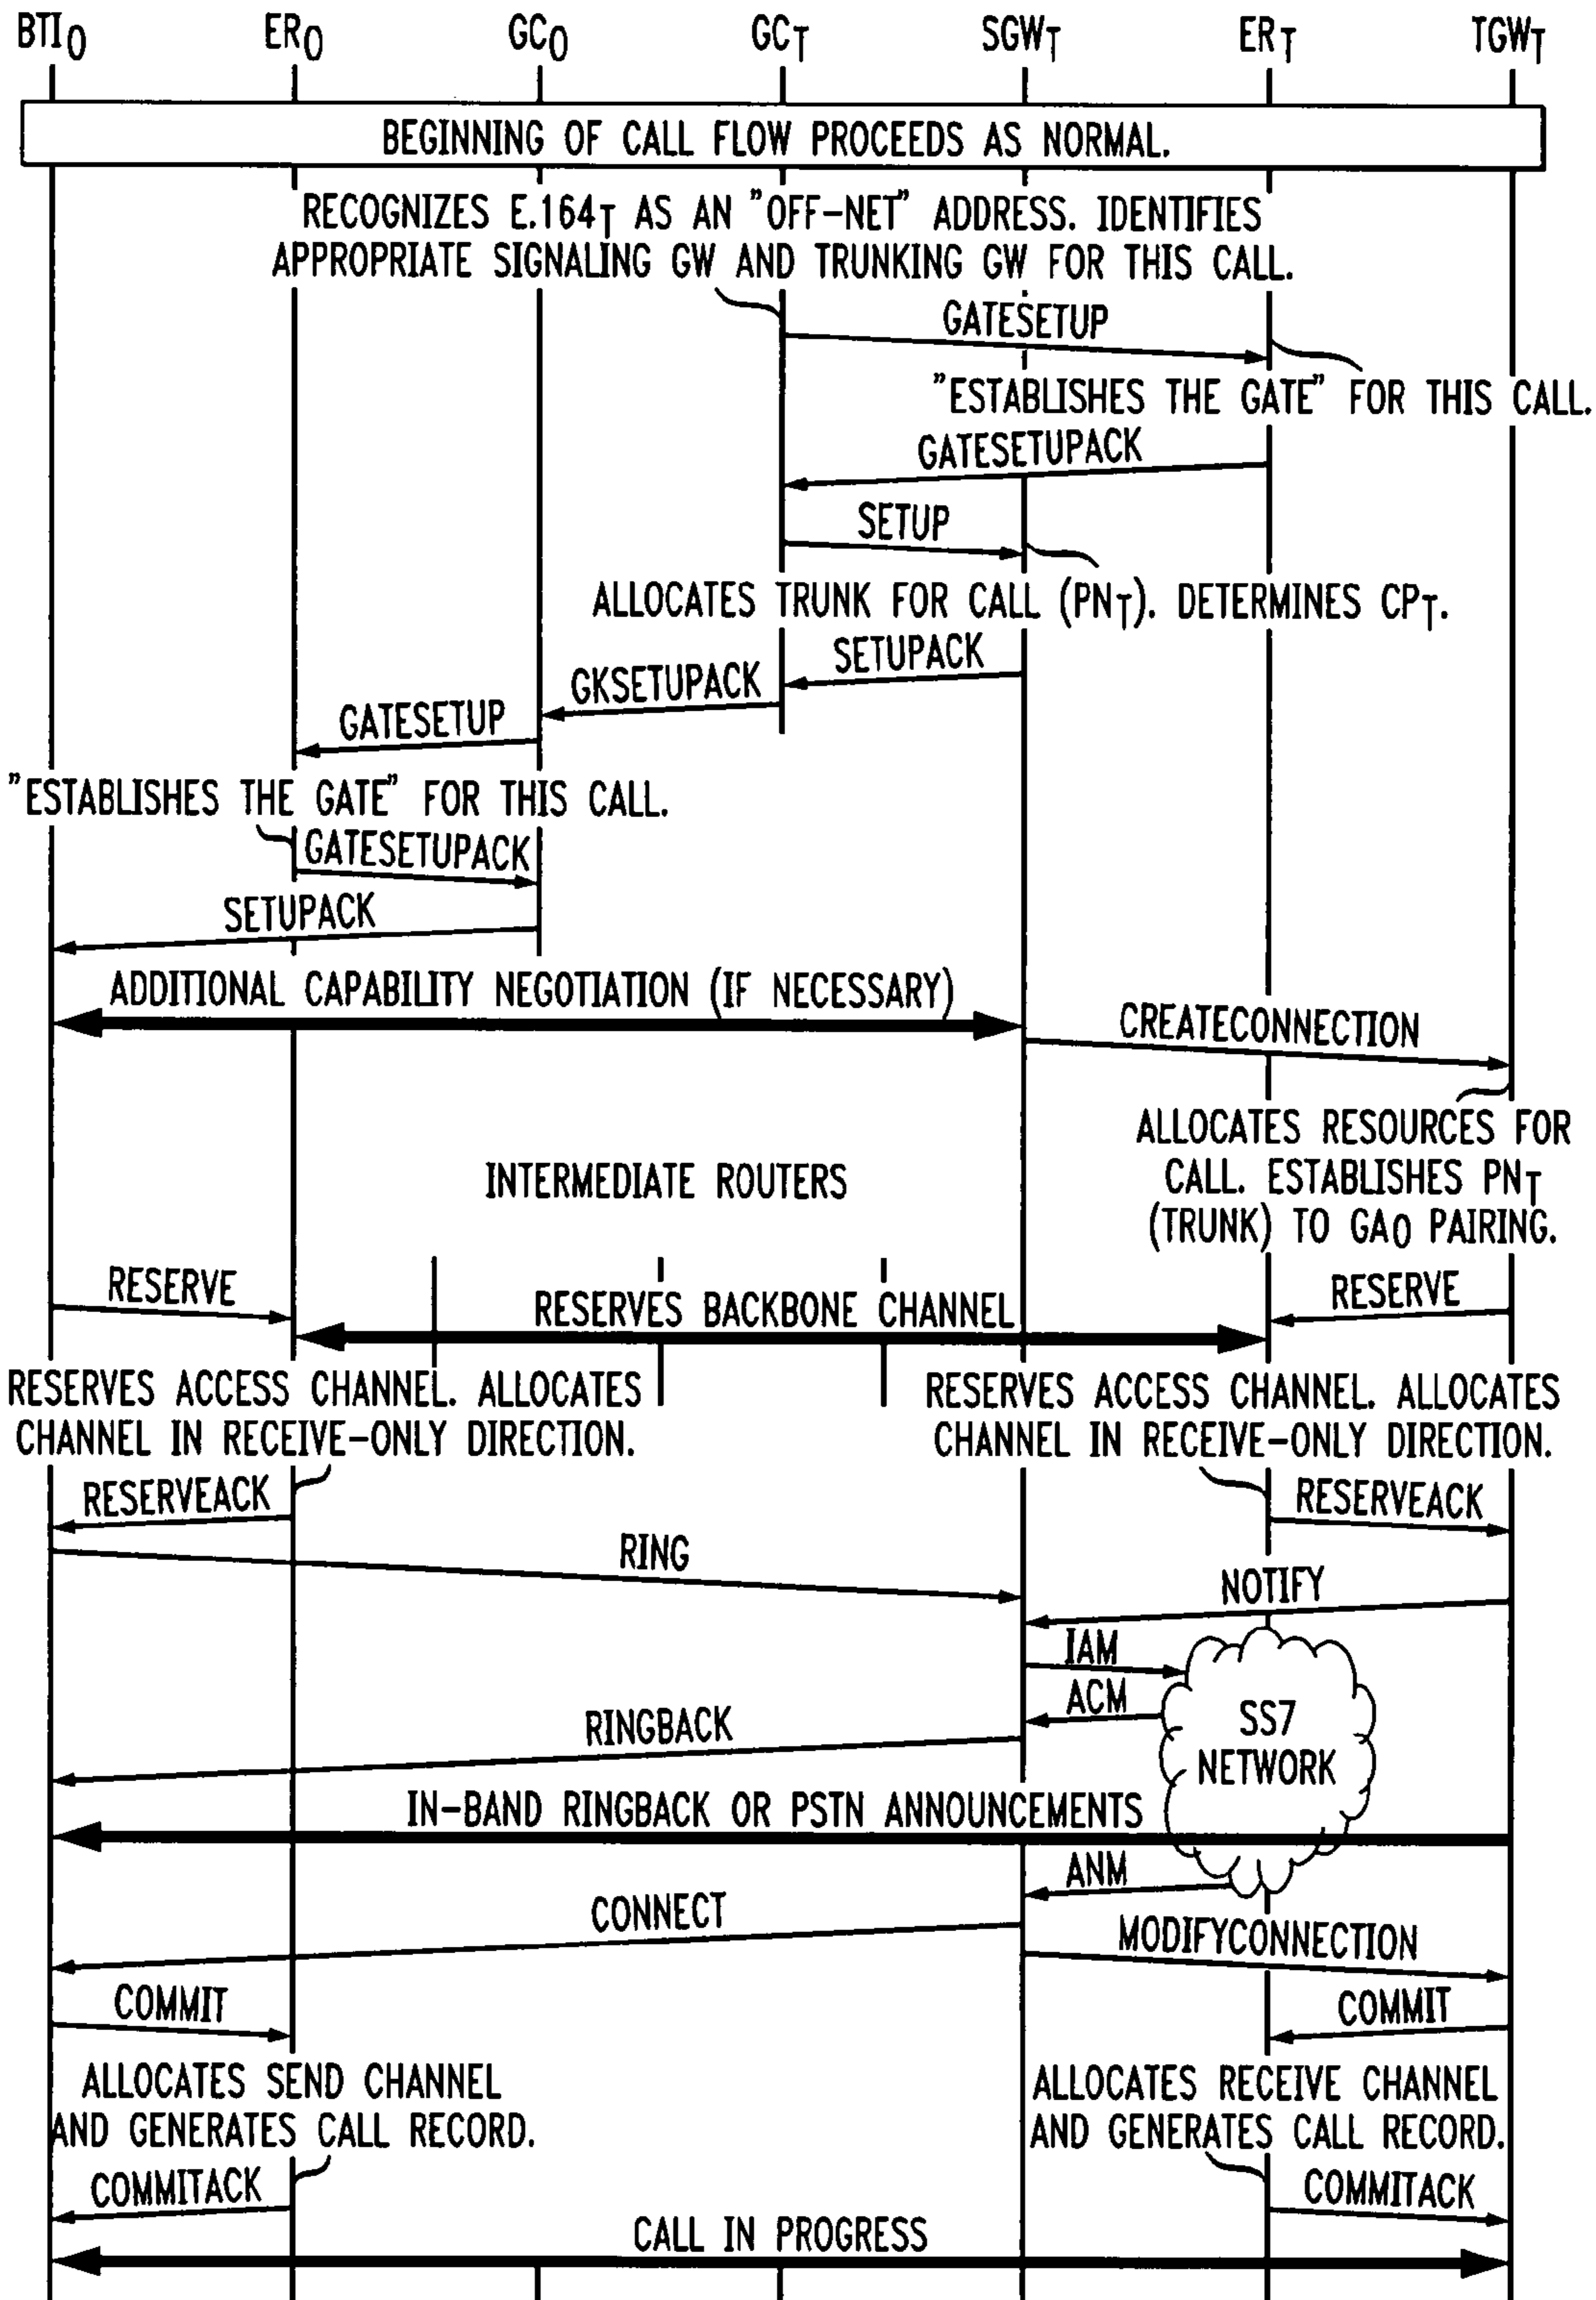 BTIO ERO GCO GCT SGWT ERT TGWT
BEGINNING OF CALL FLOW PROCEEDS AS NORMAL.
RECOGNIZES E.164T AS AN "OFF-NET" ADDRESS. IDENTIFIES
APPROPRIATE SIGNALING GW AND TRUNKING GW FOR THIS CALL.
GATESETUP
"ESTABLISHES THE GATE" FOR THIS CALL.
GATESETUPACK
SETUP
ALLOCATES TRUNK FOR CALL (PNT). DETERMINES CPT.
SETUPACK
GKSETUPACK
GATESETUP
"ESTABLISHES THE GATE" FOR THIS CALL.
GATESETUPACK
SETUPACK
ADDITIONAL CAPABILITY NEGOTIATION (IF NECESSARY)
CREATECONNECTION
ALLOCATES RESOURCES FOR
CALL. ESTABLISHES PNT
(TRUNK) TO GAO PAIRING.
INTERMEDIATE ROUTERS
RESERVE
RESERVES BACKBONE CHANNEL
RESERVE
RESERVES ACCESS CHANNEL. ALLOCATES
CHANNEL IN RECEIVE-ONLY DIRECTION.
RESERVES ACCESS CHANNEL. ALLOCATES
CHANNEL IN RECEIVE-ONLY DIRECTION.
RESERVEACK
RESERVEACK
RING
NOTIFY
IAM
ACM
SS7
NETWORK
RINGBACK
IN-BAND RINGBACK OR PSTN ANNOUNCEMENTS
ANM
CONNECT
MODIFYCONNECTION
COMMIT
COMMIT
ALLOCATES SEND CHANNEL
AND GENERATES CALL RECORD.
ALLOCATES RECEIVE CHANNEL
AND GENERATES CALL RECORD.
COMMITACK
COMMITACK
CALL IN PROGRESS